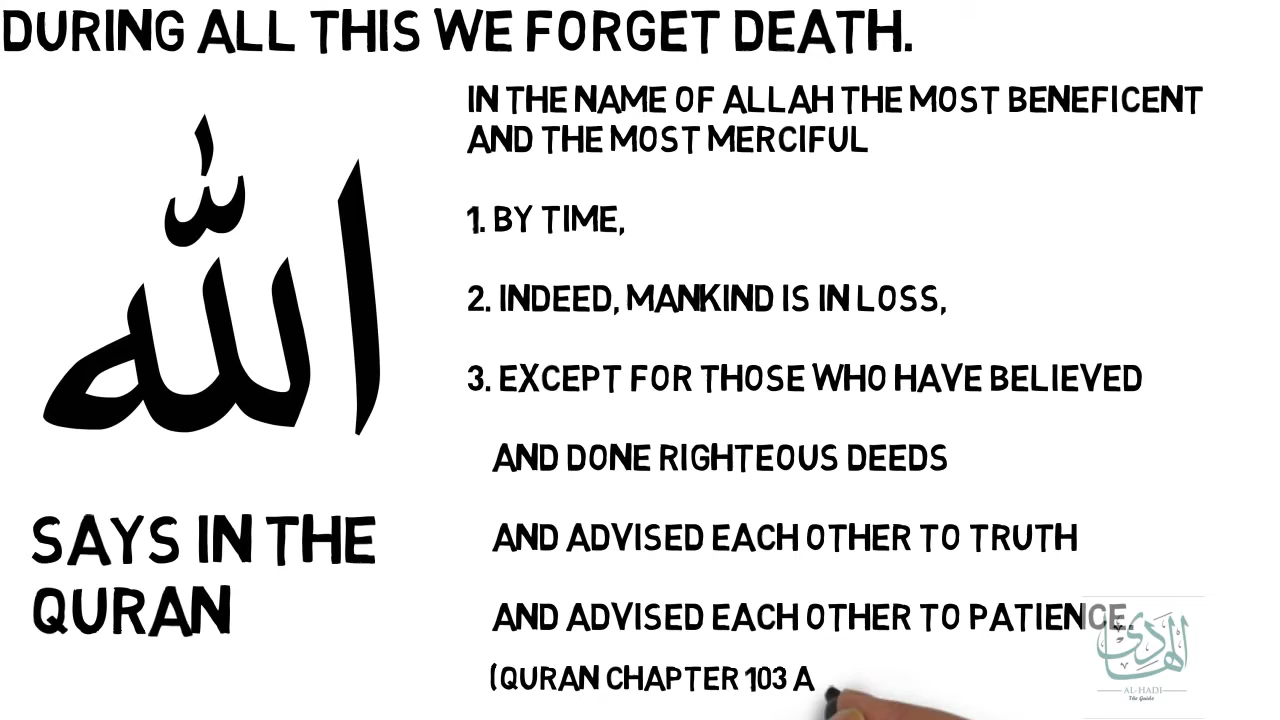 DURING ALL THIS WE FORGET DEATH.
الله
SAYS IN THE
QURAN
IN THE NAME OF ALLAH THE MOST BENEFICENT
AND THE MOST MERCIFUL
1. BY TIME,
2. INDEED, MANKIND IS IN LOSS,
3. EXCEPT FOR THOSE WHO HAVE BELIEVED
AND DONE RIGHTEOUS DEEDS
AND ADVISED EACH OTHER TO TRUTH
AND ADVISED EACH OTHER TO PATIENCE.
(QURAN CHAPTER 103 A
الهادي
AL-HADI
The Guide